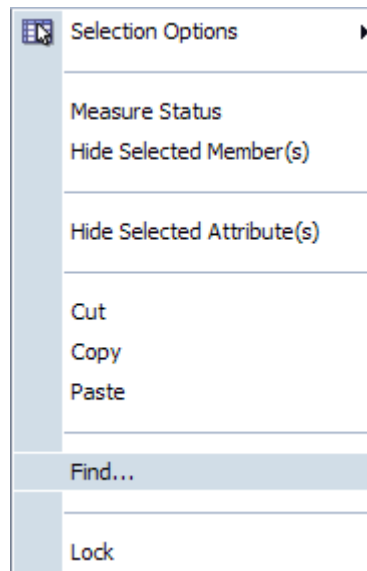 Selection Options
Measure Status
Hide Selected Member(s)
Hide Selected Attribute(s)
Cut
Copy
Paste
Find...
Lock